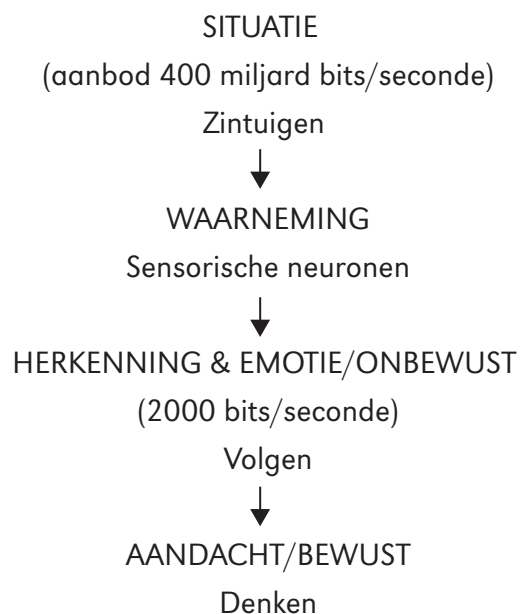 SITUATIE
(aanbod 400 miljard bits/seconde)
Zintuigen
WAARNEMING
Sensorische neuronen
HERKENNING & EMOTIE/ONBEWUST
(2000 bits/seconde)
Volgen
AANDACHT/BEWUST
Denken